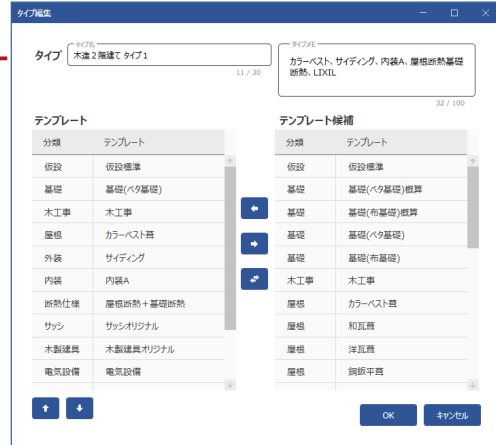 タイプ編集
タイプ
タイプ名
木造2階建て タイプ1
11 / 30
タイプメモ
カラーベスト、サイディング、内装A、屋根断熱基礎
断熱、LIXIL
32 / 100
テンプレート
分類 テンプレート
仮設 仮設標準
基礎 基礎(ベタ基礎)
木工事 木工事
屋根 カラーベスト葺
外装 サイディング
内装 内装A
断熱仕様 屋根断熱+基礎断熱
サッシ サッシオリジナル
木製建具 木製建具オリジナル
電気設備 電気設備
テンプレート候補
分類 テンプレート
仮設 仮設標準
基礎 基礎(ベタ基礎)概算
基礎 基礎(布基礎)概算
基礎 基礎(ベタ基礎)
基礎 基礎(布基礎)
木工事 木工事
屋根 カラーベスト葺
屋根 和瓦葺
屋根 洋瓦葺
屋根 銅板平葺
OK
キャンセル